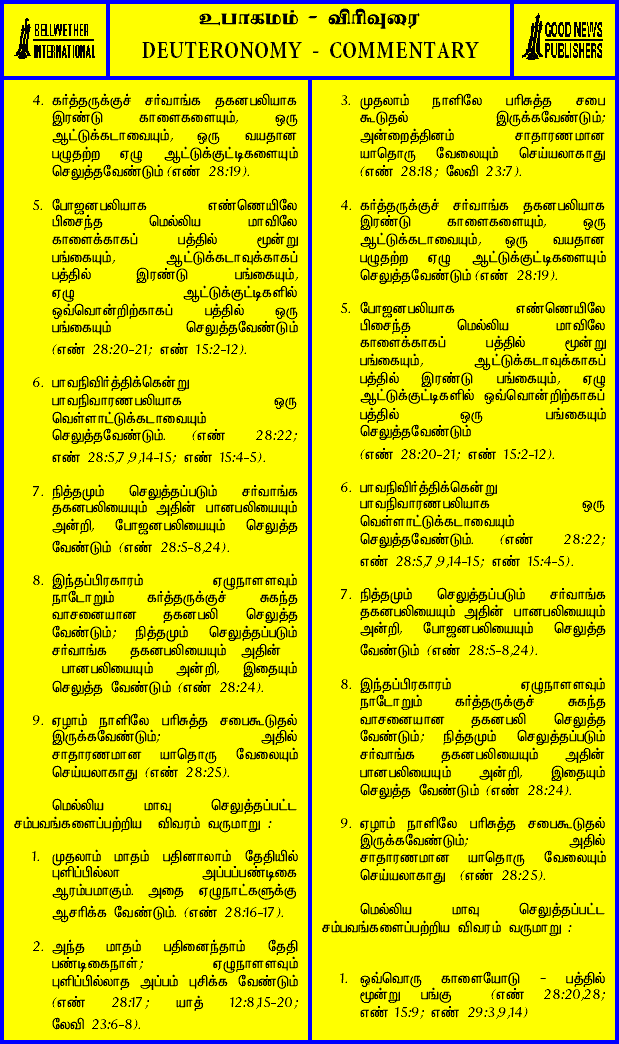 BELLWETHER
INTERNATIONAL
உபாகமம் - விரிவுரை
DEUTERONOMY - COMMENTARY
GOOD NEWS
PUBLISHERS
4. கர்த்தருக்குச் சர்வாங்க தகனபலியாக
இரண்டு காளைகளையும், ஒரு
ஆட்டுக்கடாவையும், ஒரு வயதான
பழுதற்ற ஏழு ஆட்டுக்குட்டிகளையும்
செலுத்தவேண்டும் (எண் 28:19).
5. போஜனபலியாக எண்ணெயிலே
பிசைந்த மெல்லிய மாவிலே
காளைக்காகப் பத்தில் மூன்று
பங்கையும், ஆட்டுக்கடாவுக்காகப்
பத்தில் இரண்டு பங்கையும்,
ஏழு ஆட்டுக்குட்டிகளில்
ஒவ்வொன்றிற்காகப் பத்தில் ஒரு
பங்கையும் செலுத்தவேண்டும்
(எண் 28:20-21; எண் 15:2-12).
6. பாவநிவிர்த்திக்கென்று
பாவநிவாரணபலியாக ஒரு
வெள்ளாட்டுக்கடாவையும்
செலுத்தவேண்டும். (எண் 28:22;
எண் 28:5,7,9,14-15; எண் 15:4-5).
7. நித்தமும் செலுத்தப்படும் சர்வாங்க
தகனபலியையும் அதின் பானபலியையும்
அன்றி, போஜனபலியையும் செலுத்த
வேண்டும் (எண் 28:5-8,24).
8. இந்தப்பிரகாரம் ஏழுநாளளவும்
நாடோறும் கர்த்தருக்குச் சுகந்த
வாசனையான தகனபலி செலுத்த
வேண்டும்; நித்தமும் செலுத்தப்படும்
சர்வாங்க தகனபலியையும் அதின்
பானபலியையும் அன்றி, இதையும்
செலுத்த வேண்டும் (எண் 28:24).
9. ஏழாம் நாளிலே பரிசுத்த சபைகூடுதல்
இருக்கவேண்டும்; அதில்
சாதாரணமான யாதொரு வேலையும்
செய்யலாகாது (எண் 28:25).
மெல்லிய மாவு செலுத்தப்பட்ட
சம்பவங்களைப்பற்றிய விவரம் வருமாறு :
1. முதலாம் மாதம் பதினாலாம் தேதியில்
புளிப்பில்லா அப்பப்பண்டிகை
ஆரம்பமாகும். அதை ஏழுநாட்களுக்கு
ஆசரிக்க வேண்டும். (எண் 28:16-17).
2. அந்த மாதம் பதினைந்தாம் தேதி
பண்டிகைநாள்; ஏழுநாளளவும்
புளிப்பில்லாத அப்பம் புசிக்க வேண்டும்
(எண் 28:17; யாத் 12:8,15-20;
லேவி 23:6-8).
3. முதலாம் நாளிலே பரிசுத்த சபை
கூடுதல் இருக்கவேண்டும்;
அன்றைத்தினம் சாதாரணமான
யாதொரு வேலையும் செய்யலாகாது
(எண் 28:18; லேவி 23:7).
4. கர்த்தருக்குச் சர்வாங்க தகனபலியாக
இரண்டு காளைகளையும், ஒரு
ஆட்டுக்கடாவையும், ஒரு வயதான
பழுதற்ற ஏழு ஆட்டுக்குட்டிகளையும்
செலுத்தவேண்டும் (எண் 28:19).
5. போஜனபலியாக எண்ணெயிலே
பிசைந்த மெல்லிய மாவிலே
காளைக்காகப் பத்தில் மூன்று
பங்கையும், ஆட்டுக்கடாவுக்காகப்
பத்தில் இரண்டு பங்கையும், ஏழு
ஆட்டுக்குட்டிகளில் ஒவ்வொன்றிற்காகப்
பத்தில் ஒரு பங்கையும்
செலுத்தவேண்டும்
(எண் 28:20-21; எண் 15:2-12).
6. பாவநிவிர்த்திக்கென்று
பாவநிவாரணபலியாக ஒரு
வெள்ளாட்டுக்கடாவையும்
செலுத்தவேண்டும். (எண் 28:22;
எண் 28:5,7,9,14-15; எண் 15:4-5).
7. நித்தமும் செலுத்தப்படும் சர்வாங்க
தகனபலியையும் அதின் பானபலியையும்
அன்றி, போஜனபலியையும் செலுத்த
வேண்டும் (எண் 28:5-8,24).
8. இந்தப்பிரகாரம் ஏழுநாளளவும்
நாடோறும் கர்த்தருக்குச் சுகந்த
வாசனையான தகனபலி செலுத்த
வேண்டும்; நித்தமும் செலுத்தப்படும்
சர்வாங்க தகனபலியையும் அதின்
பானபலியையும் அன்றி, இதையும்
செலுத்த வேண்டும் (எண் 28:24).
9. ஏழாம் நாளிலே பரிசுத்த சபைகூடுதல்
இருக்கவேண்டும்; அதில்
சாதாரணமான யாதொரு வேலையும்
செய்யலாகாது (எண் 28:25).
மெல்லிய மாவு செலுத்தப்பட்ட
சம்பவங்களைப்பற்றிய விவரம் வருமாறு :
1. ஒவ்வொரு காளையோடு - பத்தில்
மூன்று பங்கு (எண் 28:20,28;
எண் 15:9; எண் 29:3,9,14)